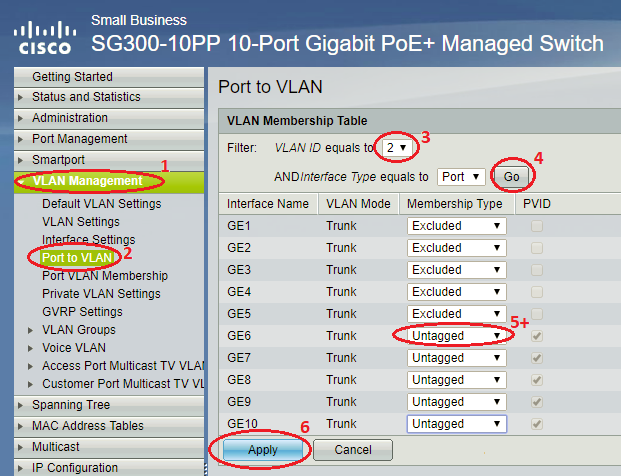 Small Business
CISCO
SG300-10PP 10-Port Gigabit PoE+ Managed Switch
Getting Started
Status and Statistics
Administration
Port Management
Smartport
1
VLAN Management
Default VLAN Settings
VLAN Settings
Interface Settings
2
Port to VLAN
Port VLAN Membership
Private VLAN Settings
GVRP Settings
VLAN Groups
Voice VLAN
Access Port Multicast TV VLA
Customer Port Multicast TV VL
Spanning Tree
MAC Address Tables
Multicast
IP Configuration
Port to VLAN
VLAN Membership Table
Filter: VLAN ID equals to 2 3
ANDInterface Type equals to Port Go 4
Interface Name VLAN Mode Membership Type PVID
GE1 Trunk Excluded
GE2 Trunk Excluded
GE3 Trunk Excluded
GE4 Trunk Excluded
GE5 Trunk Excluded
5+
GE6 Trunk Untagged
GE7 Trunk Untagged
GE8 Trunk Untagged
GE9 Trunk Untagged
GE10 Trunk Untagged
6
Apply Cancel